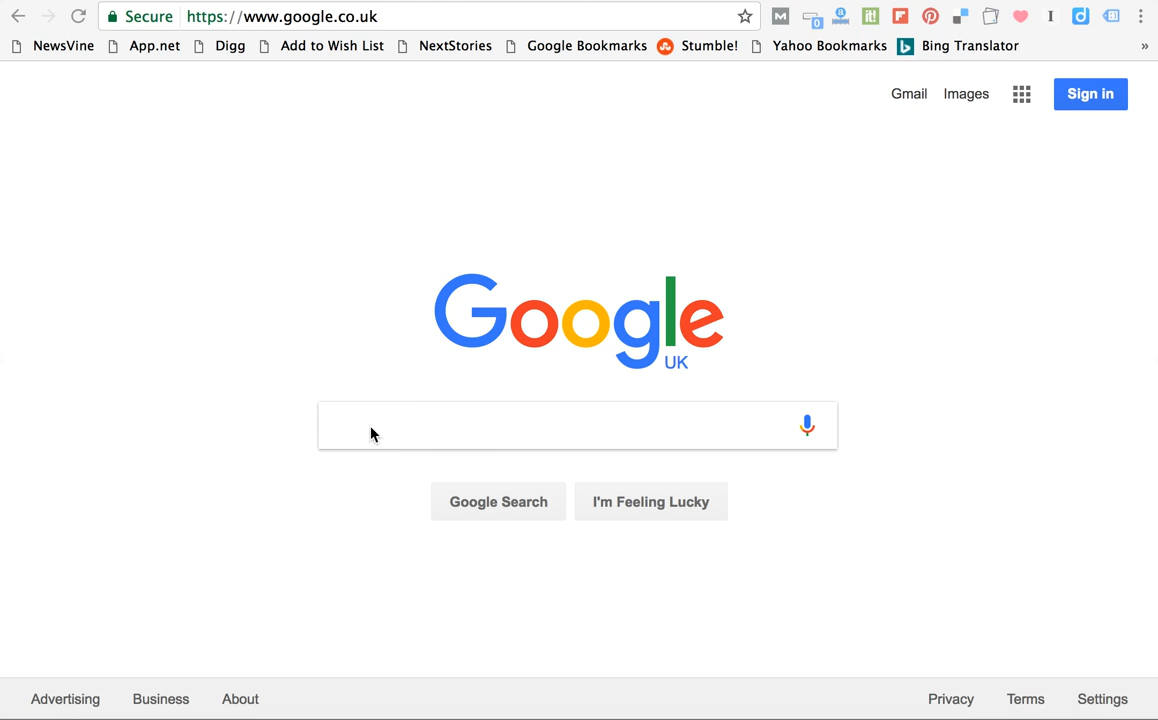 Secure https://www.google.co.uk M 0 a it! I d
NewsVine App.net Digg Add to Wish List NextStories Google Bookmarks Stumble! Yahoo Bookmarks Bing Translator »
Gmail Images Sign in
Google
UK
Google Search I'm Feeling Lucky
Advertising Business About Privacy Terms Settings